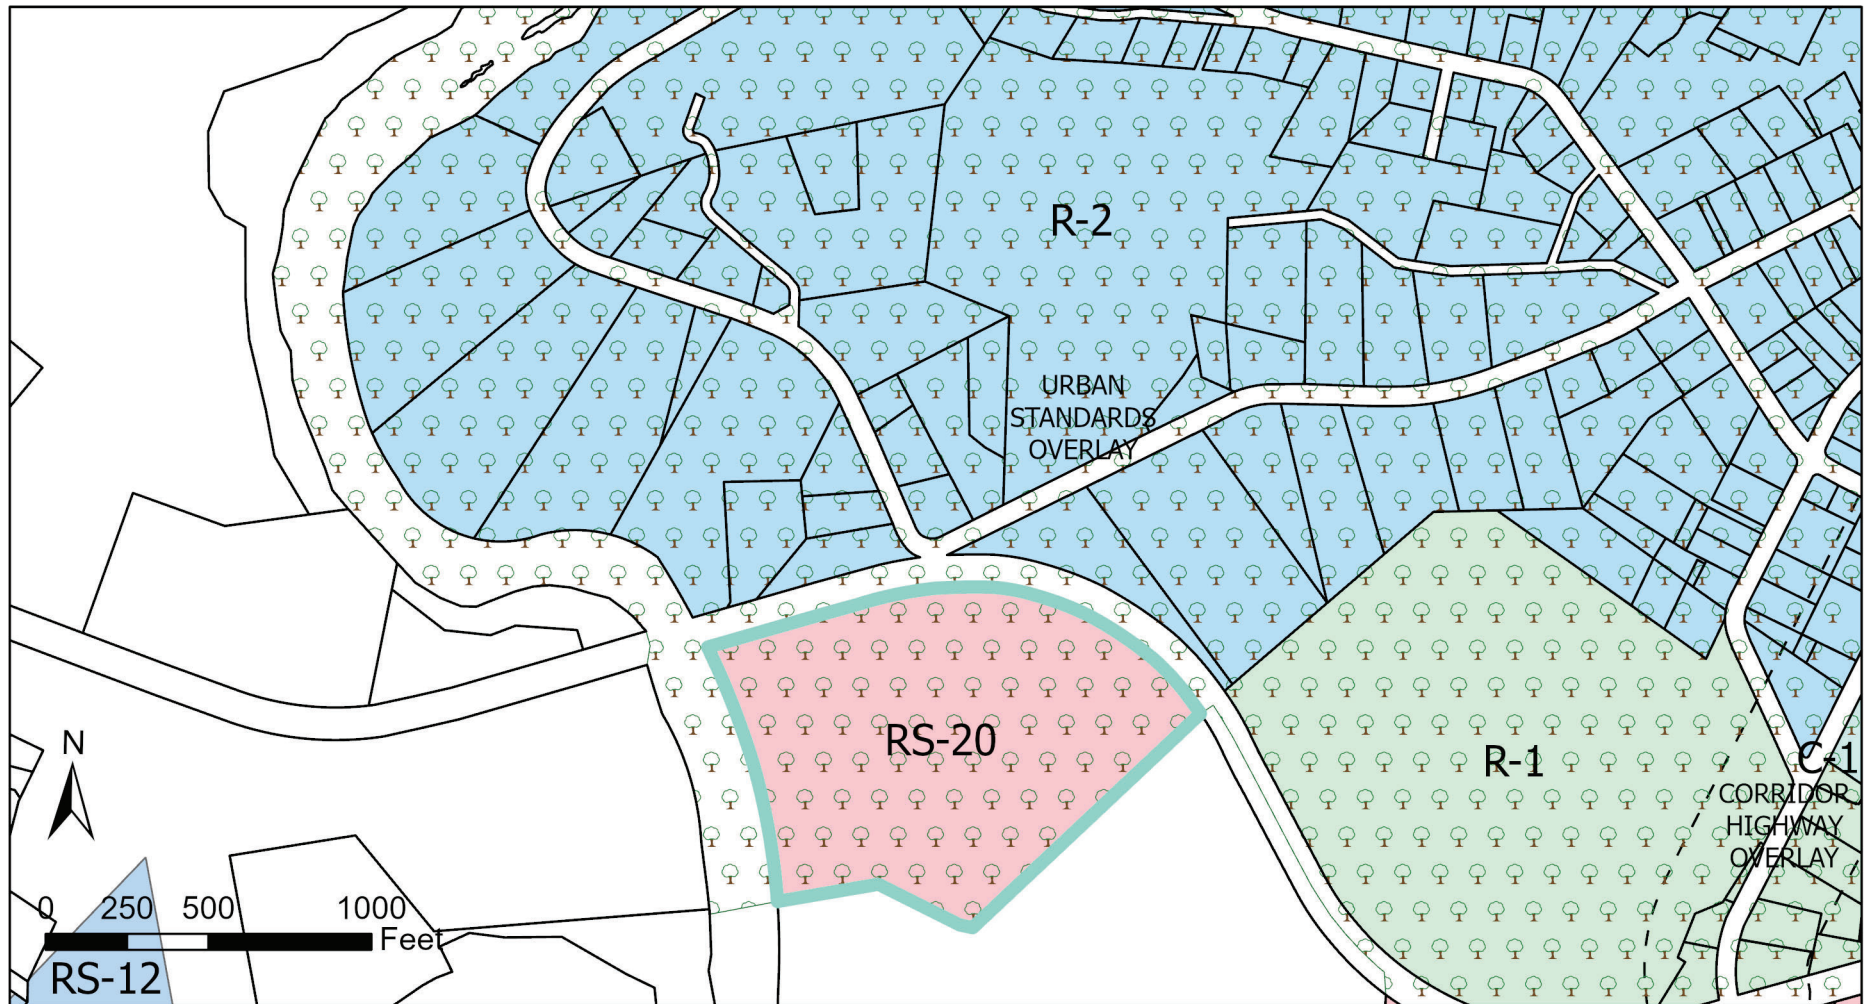 R-2
URBAN
STANDARDS
OVERLAY
RS-20
R-1
C-1
CORRIDOR
HIGHWAY
OVERLAY
N
0 250 500 1000
Feet
RS-12